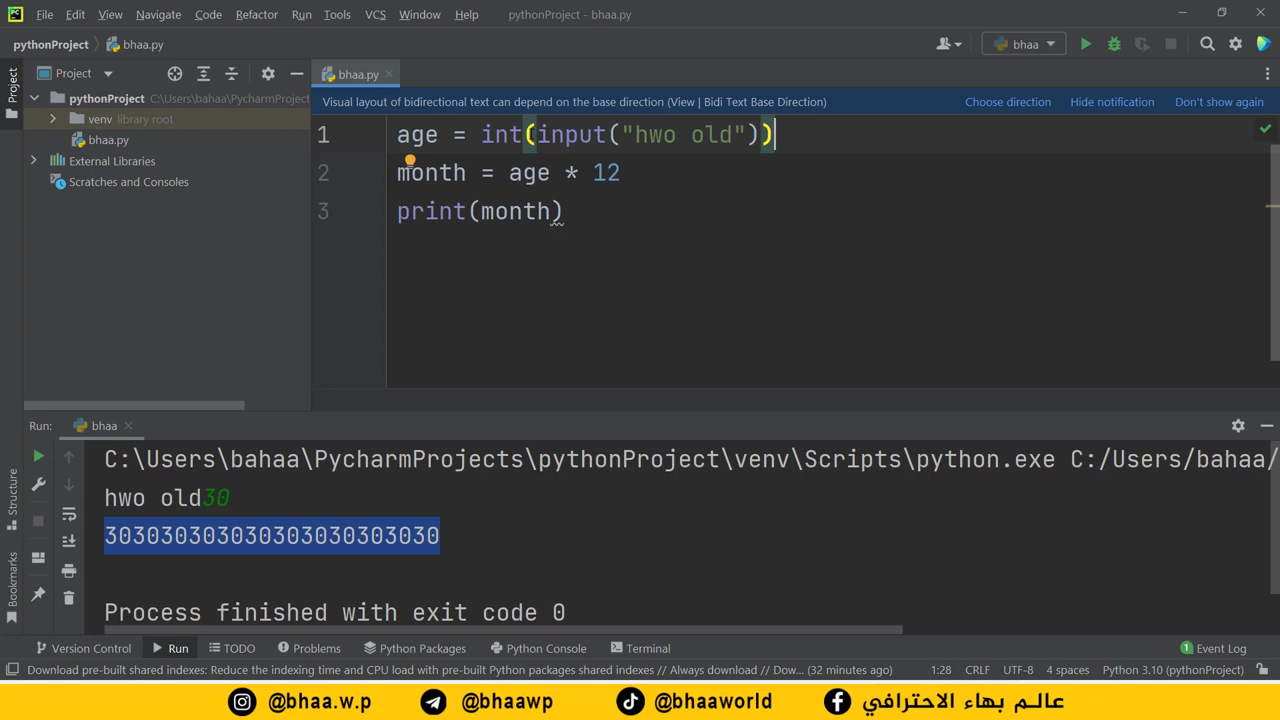 PC File Edit View Navigate Code Refactor Run Tools VCS Window Help pythonProject - bhaa.py
pythonProject bhaa.py bhaa
Project bhaa.py
Project
Visual layout of bidirectional text can depend on the base direction (View | Bidi Text Base Direction) Choose direction Hide notification Don't show again
pythonProject C:\Users\bahaa\PycharmProject
venv library root
bhaa.py
External Libraries
Scratches and Consoles
1 age = int(input("hwo old"))
2 month = age * 12
3 print(month)
Run: bhaa
C:\Users\bahaa\PycharmProjects\pythonProject\venv\Scripts\python.exe C:/Users/bahaa/
hwo old30
303030303030303030303030
Process finished with exit code 0
Structure
Bookmarks
Version Control Run TODO Problems Python Packages Python Console Terminal 1 Event Log
Download pre-built shared indexes: Reduce the indexing time and CPU load with pre-built Python packages shared indexes // Always download // Dow... (32 minutes ago) 1:28 CRLF UTF-8 4 spaces Python 3.10 (pythonProject)
@bhaa.w.p @bhaawp @bhaaworld عالم بهاء الاحترافي